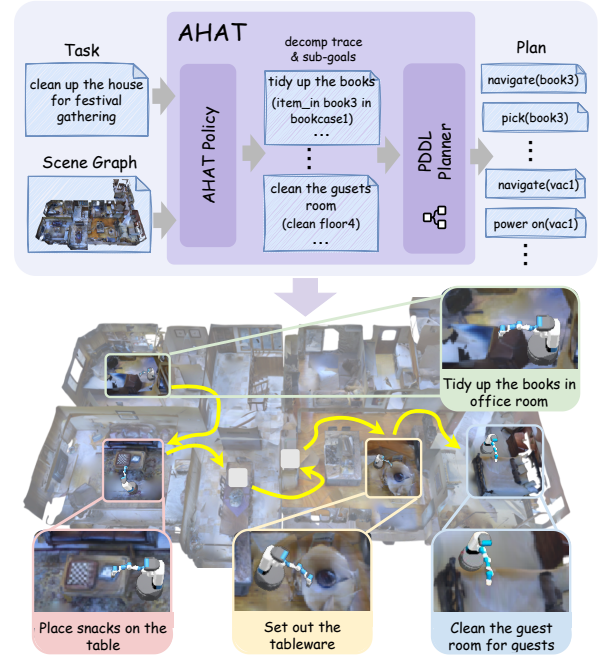 AHAT
Task
clean up the house
for festival
gathering
Scene Graph
AHAT Policy
decomp trace
& sub-goals
tidy up the books
(item_in book3 in
bookcase1)
...
clean the gusets
room
(clean floor4)
...
PDDL
Planner
Plan
navigate(book3)
pick(book3)
navigate(vac1)
power on(vac1)
Tidy up the books in
office room
Place snacks on the
table
Set out the
tableware
Clean the guest
room for quests